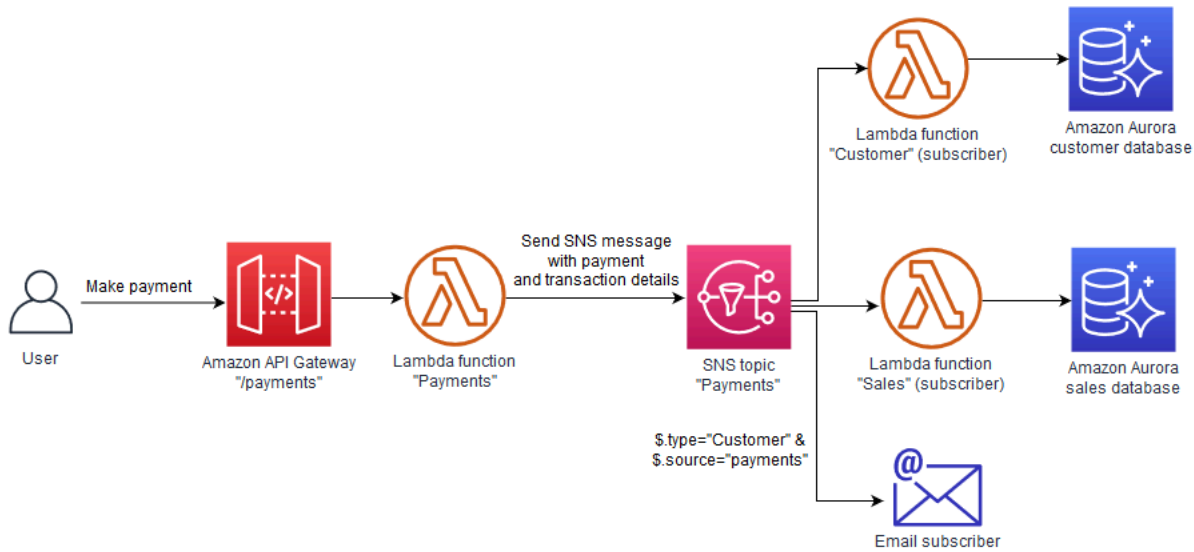 Lambda function
"Customer" (subscriber)
Amazon Aurora
customer database
Send SNS message
with payment
and transaction details
Make payment
User
Amazon API Gateway
"/payments"
Lambda function
"Payments"
SNS topic
"Payments"
Lambda function
"Sales" (subscriber)
Amazon Aurora
sales database
$.type="Customer" &
$.source="payments"
@
Email subscriber